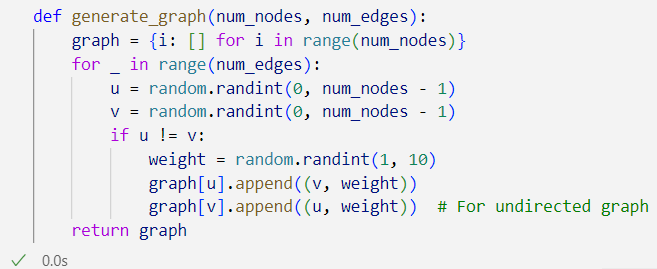 def generate_graph(num_nodes, num_edges):
    graph = {i: [] for i in range(num_nodes)}
    for _ in range(num_edges):
        u = random.randint(0, num_nodes - 1)
        v = random.randint(0, num_nodes - 1)
        if u != v:
            weight = random.randint(1, 10)
            graph[u].append((v, weight))
            graph[v].append((u, weight))  # For undirected graph
    return graph
0.0s